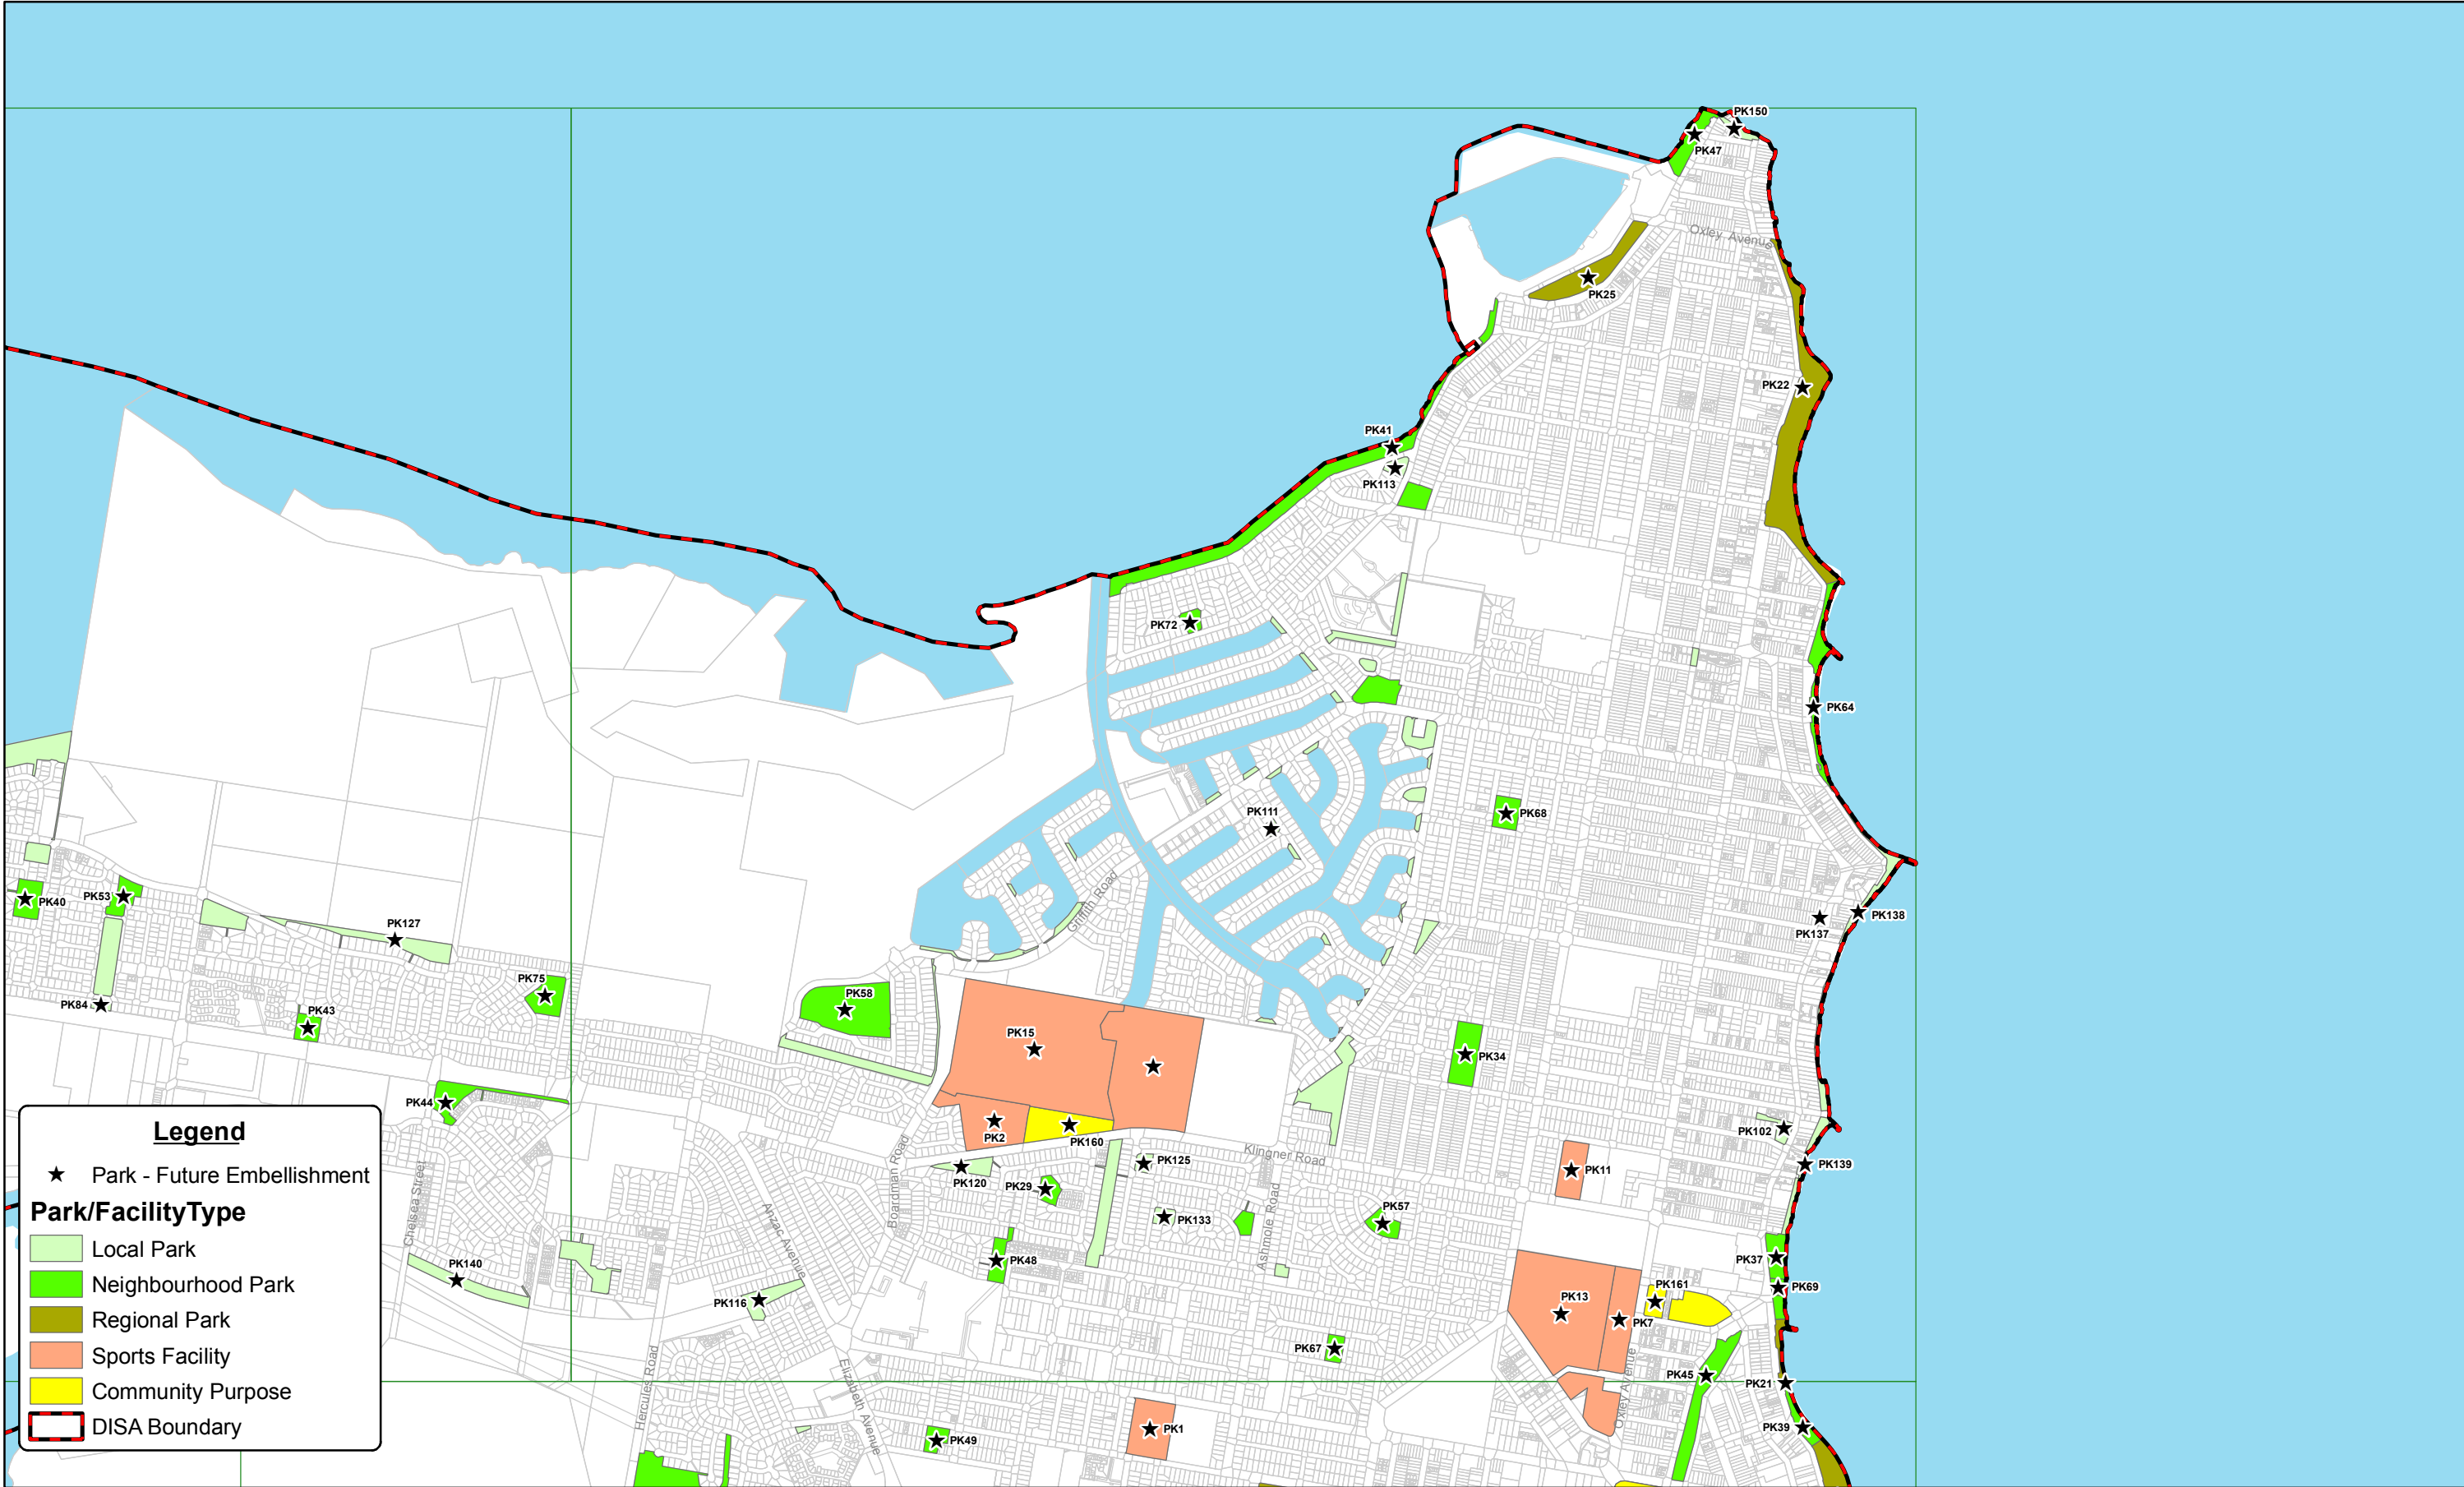 PK150
PK47
Oxley Avenue
PK25
PK22
PK41
PK113
PK72
PK64
PK68
PK111
PK40
PK53
PK127
Griffith Road
PK138
PK137
PK75
PK58
PK84
PK43
PK15
PK34
PK44
PK2
PK160
PK102
Boardman Road
PK125
Klingner Road
PK139
PK11
PK120
PK29
Chelsea Street
Anzac Avenue
PK133
Ashmole Road
PK57
PK48
PK37
PK140
PK69
PK161
PK116
PK13
PK7
PK67
Hercules Road
Elizabeth Avenue
Oxley Avenue
PK45
PK21
PK39
PK1
PK49
Legend
Park - Future Embellishment
Park/FacilityType
Local Park
Neighbourhood Park
Regional Park
Sports Facility
Community Purpose
DISA Boundary